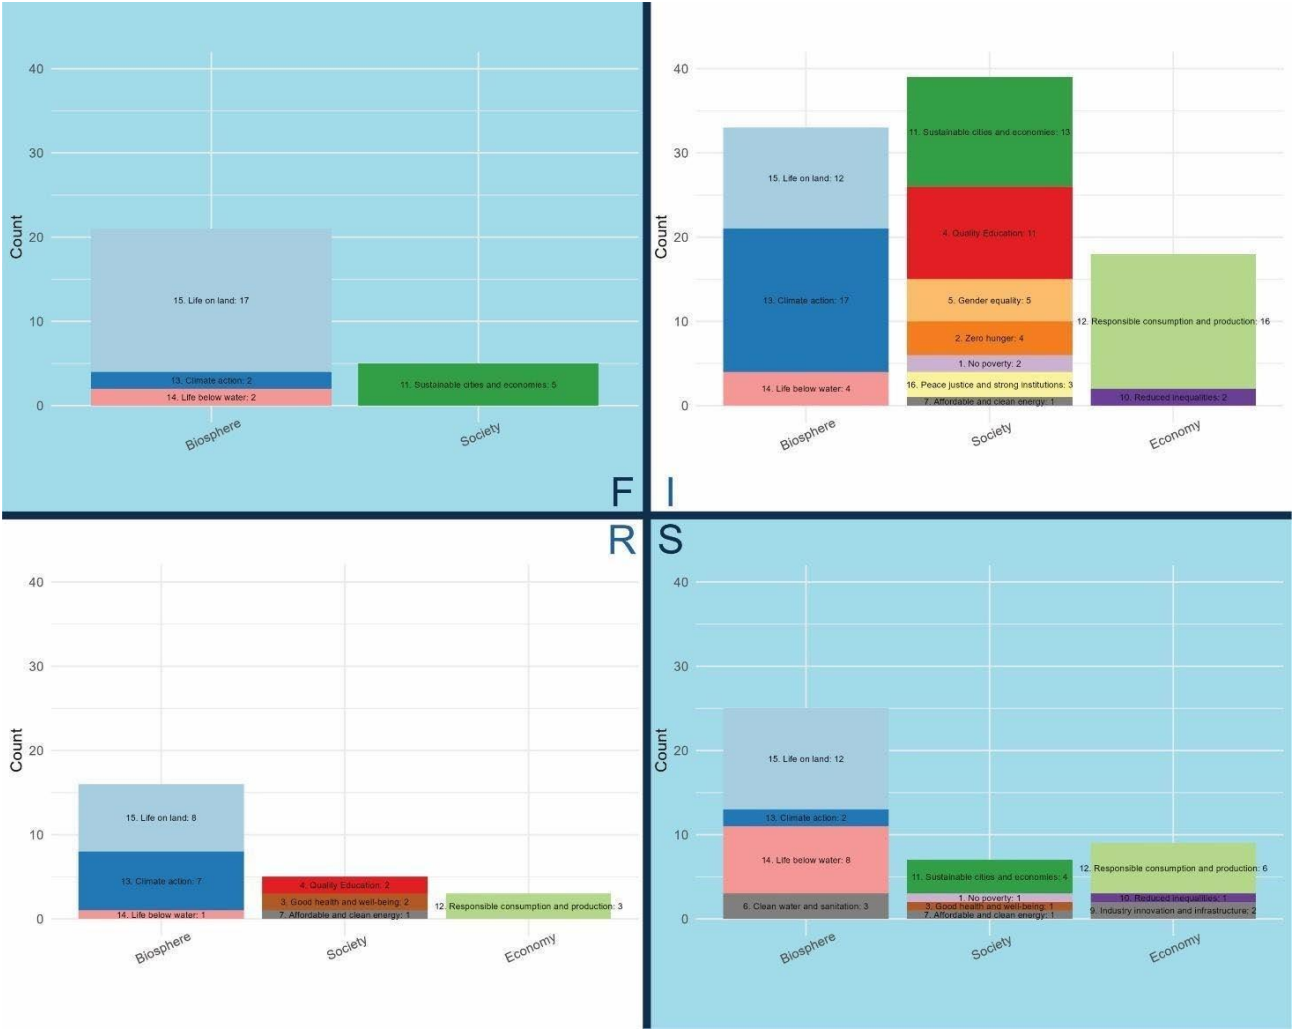 40
30
20
10
0
Count
15. Life on land: 17
13. Climate action: 2
14. Life below water: 2
11. Sustainable cities and economies: 5
Biosphere
Society
F
40
30
20
10
0
Count
15. Life on land: 12
13. Climate action: 17
14. Life below water: 4
11. Sustainable cities and economies: 13
4. Quality Education: 11
5. Gender equality: 5
2. Zero hunger: 4
1. No poverty: 2
16. Peace justice and strong institutions: 3
7. Affordable and clean energy: 1
12. Responsible consumption and production: 16
10. Reduced inequalities: 2
Biosphere
Society
Economy
I
R
40
30
20
10
0
Count
15. Life on land: 8
13. Climate action: 7
14. Life below water: 1
4. Quality Education: 2
3. Good health and well-being: 2
7. Affordable and clean energy: 1
12. Responsible consumption and production: 3
Biosphere
Society
Economy
S
40
30
20
10
0
Count
15. Life on land: 12
13. Climate action: 2
14. Life below water: 8
6. Clean water and sanitation: 3
11. Sustainable cities and economies: 4
1. No poverty: 1
3. Good health and well-being: 1
7. Affordable and clean energy: 1
12. Responsible consumption and production: 6
10. Reduced inequalities: 1
9. Industry innovation and infrastructure: 2
Biosphere
Society
Economy